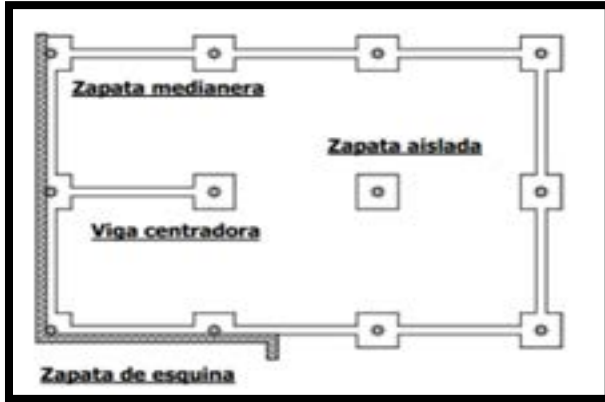 Zapata medianera
Zapata aislada
Viga centradora
Zapata de esquina